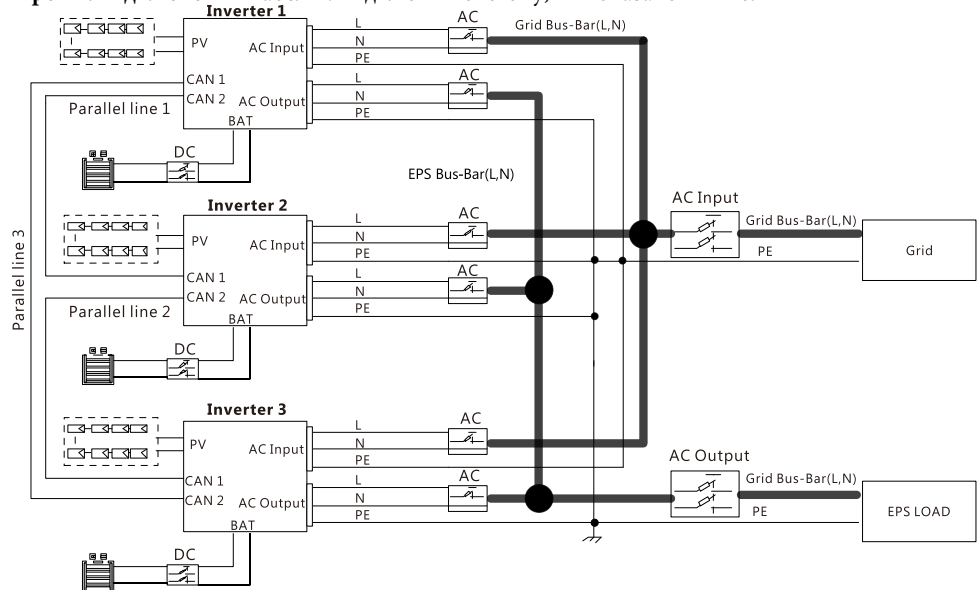 Inverter 1
AC
Grid Bus-Bar(L,N)
L
PV
AC Input
N
PE
CAN 1
AC
L
CAN 2
AC Output
N
Parallel line 1
PE
BAT
DC
EPS Bus-Bar(L,N)
Inverter 2
AC
AC Input
L
Grid Bus-Bar(L,N)
PV
AC Input
N
PE
PE
Grid
CAN 1
AC
L
CAN 2
AC Output
N
Parallel line 2
PE
BAT
Parallel line 3
DC
Inverter 3
AC
L
PV
AC Input
N
PE
AC Output
CAN 1
AC
L
Grid Bus-Bar(L,N)
CAN 2
AC Output
N
PE
PE
EPS LOAD
BAT
DC